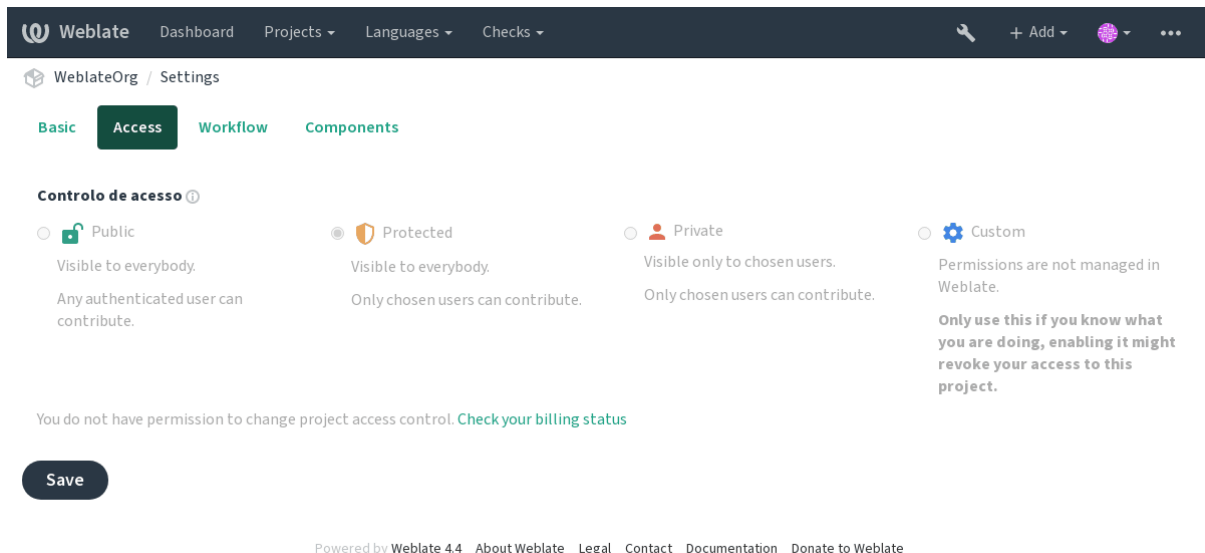 Weblate Dashboard Projects Languages Checks + Add
WeblateOrg / Settings
Basic Access Workflow Components
Controlo de acesso
Public
Visible to everybody.
Any authenticated user can
contribute.
Protected
Visible to everybody.
Only chosen users can contribute.
Private
Visible only to chosen users.
Only chosen users can contribute.
Custom
Permissions are not managed in
Weblate.
Only use this if you know what
you are doing, enabling it might
revoke your access to this
project.
You do not have permission to change project access control. Check your billing status
Save
Powered by Weblate 4.4 About Weblate Legal Contact Documentation Donate to Weblate